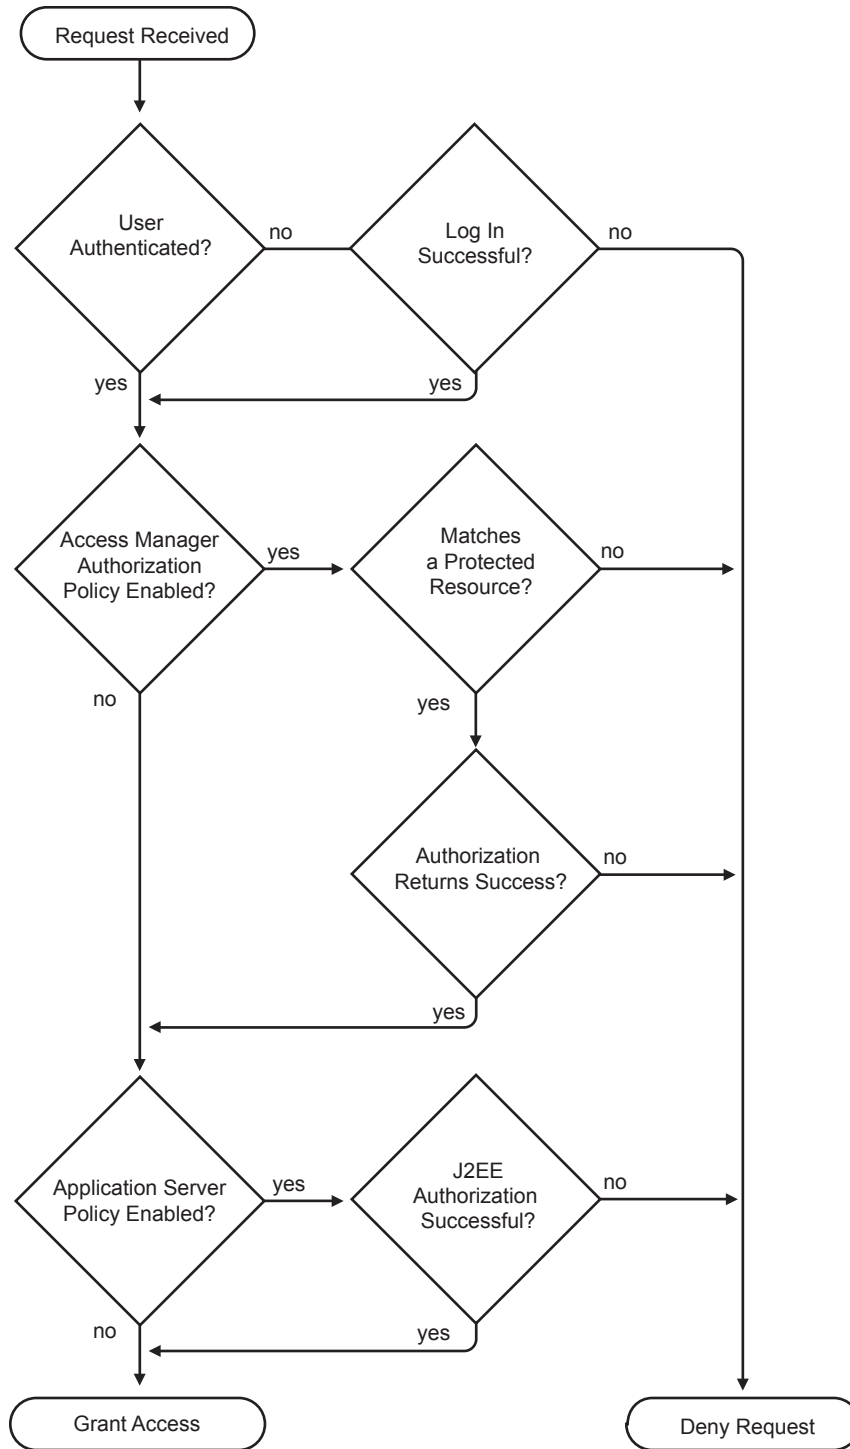 Request Received
User
Authenticated?
no
Log In
Successful?
no
yes
yes
Access Manager
Authorization
Policy Enabled?
yes
Matches
a Protected
Resource?
no
no
yes
Authorization
Returns Success?
no
yes
Application Server
Policy Enabled?
yes
J2EE
Authorization
Successful?
no
no
yes
Grant Access
Deny Request